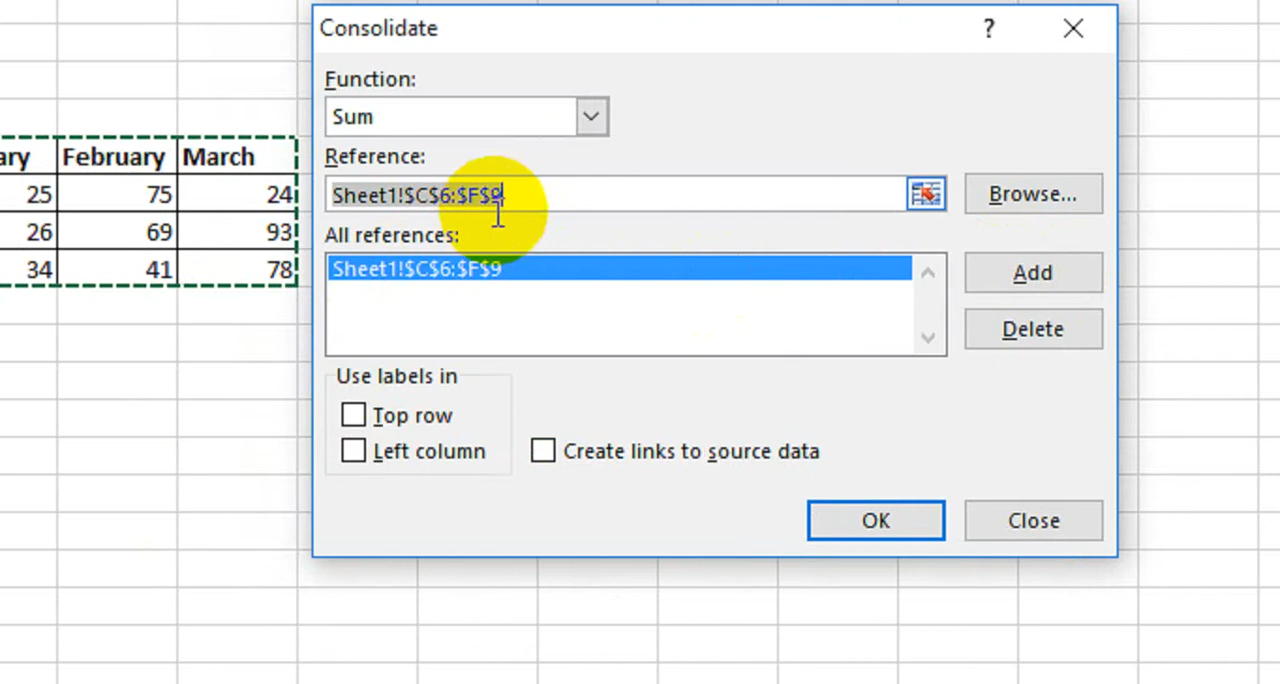 Consolidate ?
Function:
Sum
Reference:
Sheet1!$C$6:$F$9 Browse...
All references:
Sheet1!$C$6:$F$9 Add
Delete
Use labels in
Top row
Left column Create links to source data
OK Close
ary February March
25 75 24
26 69 93
34 41 78